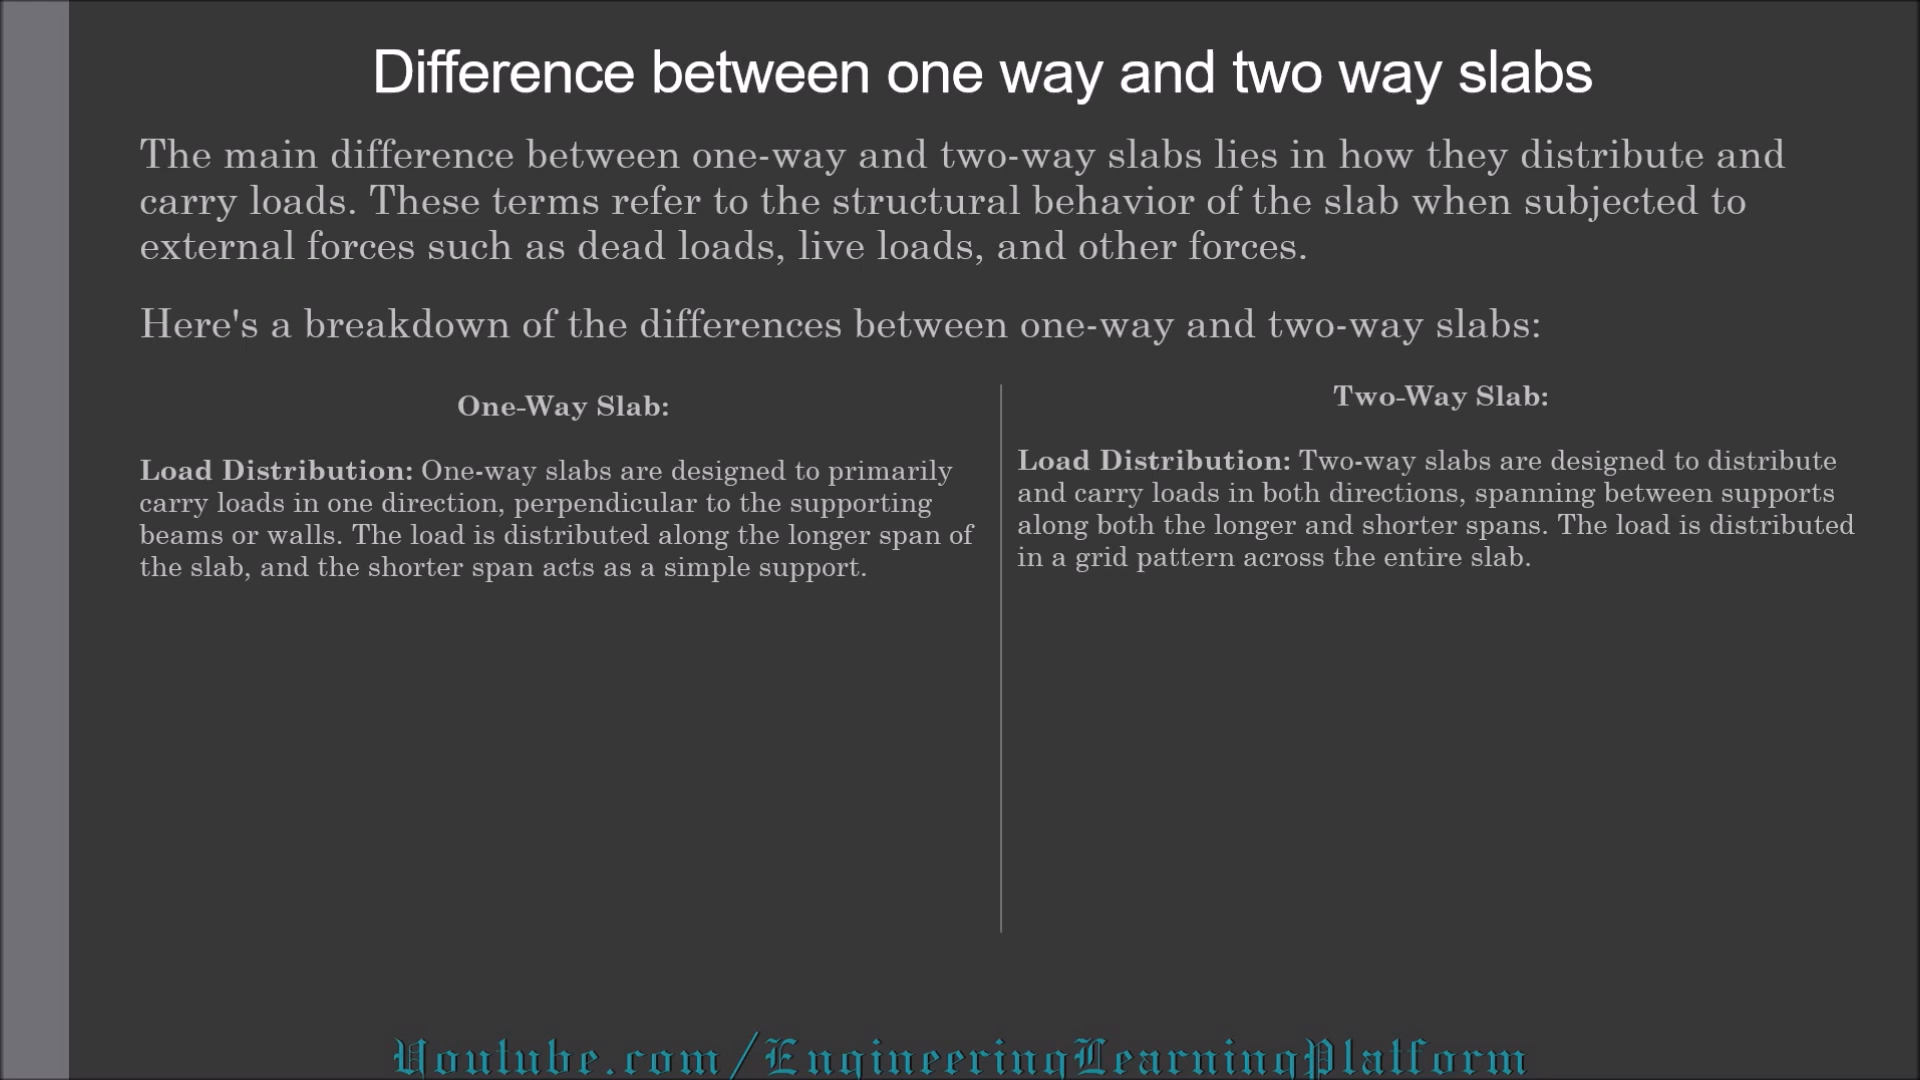 Difference between one way and two way slabs
The main difference between one-way and two-way slabs lies in how they distribute and
carry loads. These terms refer to the structural behavior of the slab when subjected to
external forces such as dead loads, live loads, and other forces.
Here's a breakdown of the differences between one-way and two-way slabs:
One-Way Slab:
Load Distribution: One-way slabs are designed to primarily
carry loads in one direction, perpendicular to the supporting
beams or walls. The load is distributed along the longer span of
the slab, and the shorter span acts as a simple support.
Two-Way Slab:
Load Distribution: Two-way slabs are designed to distribute
and carry loads in both directions, spanning between supports
along both the longer and shorter spans. The load is distributed
in a grid pattern across the entire slab.
Youtube.com/EngineeringLearningPlatform